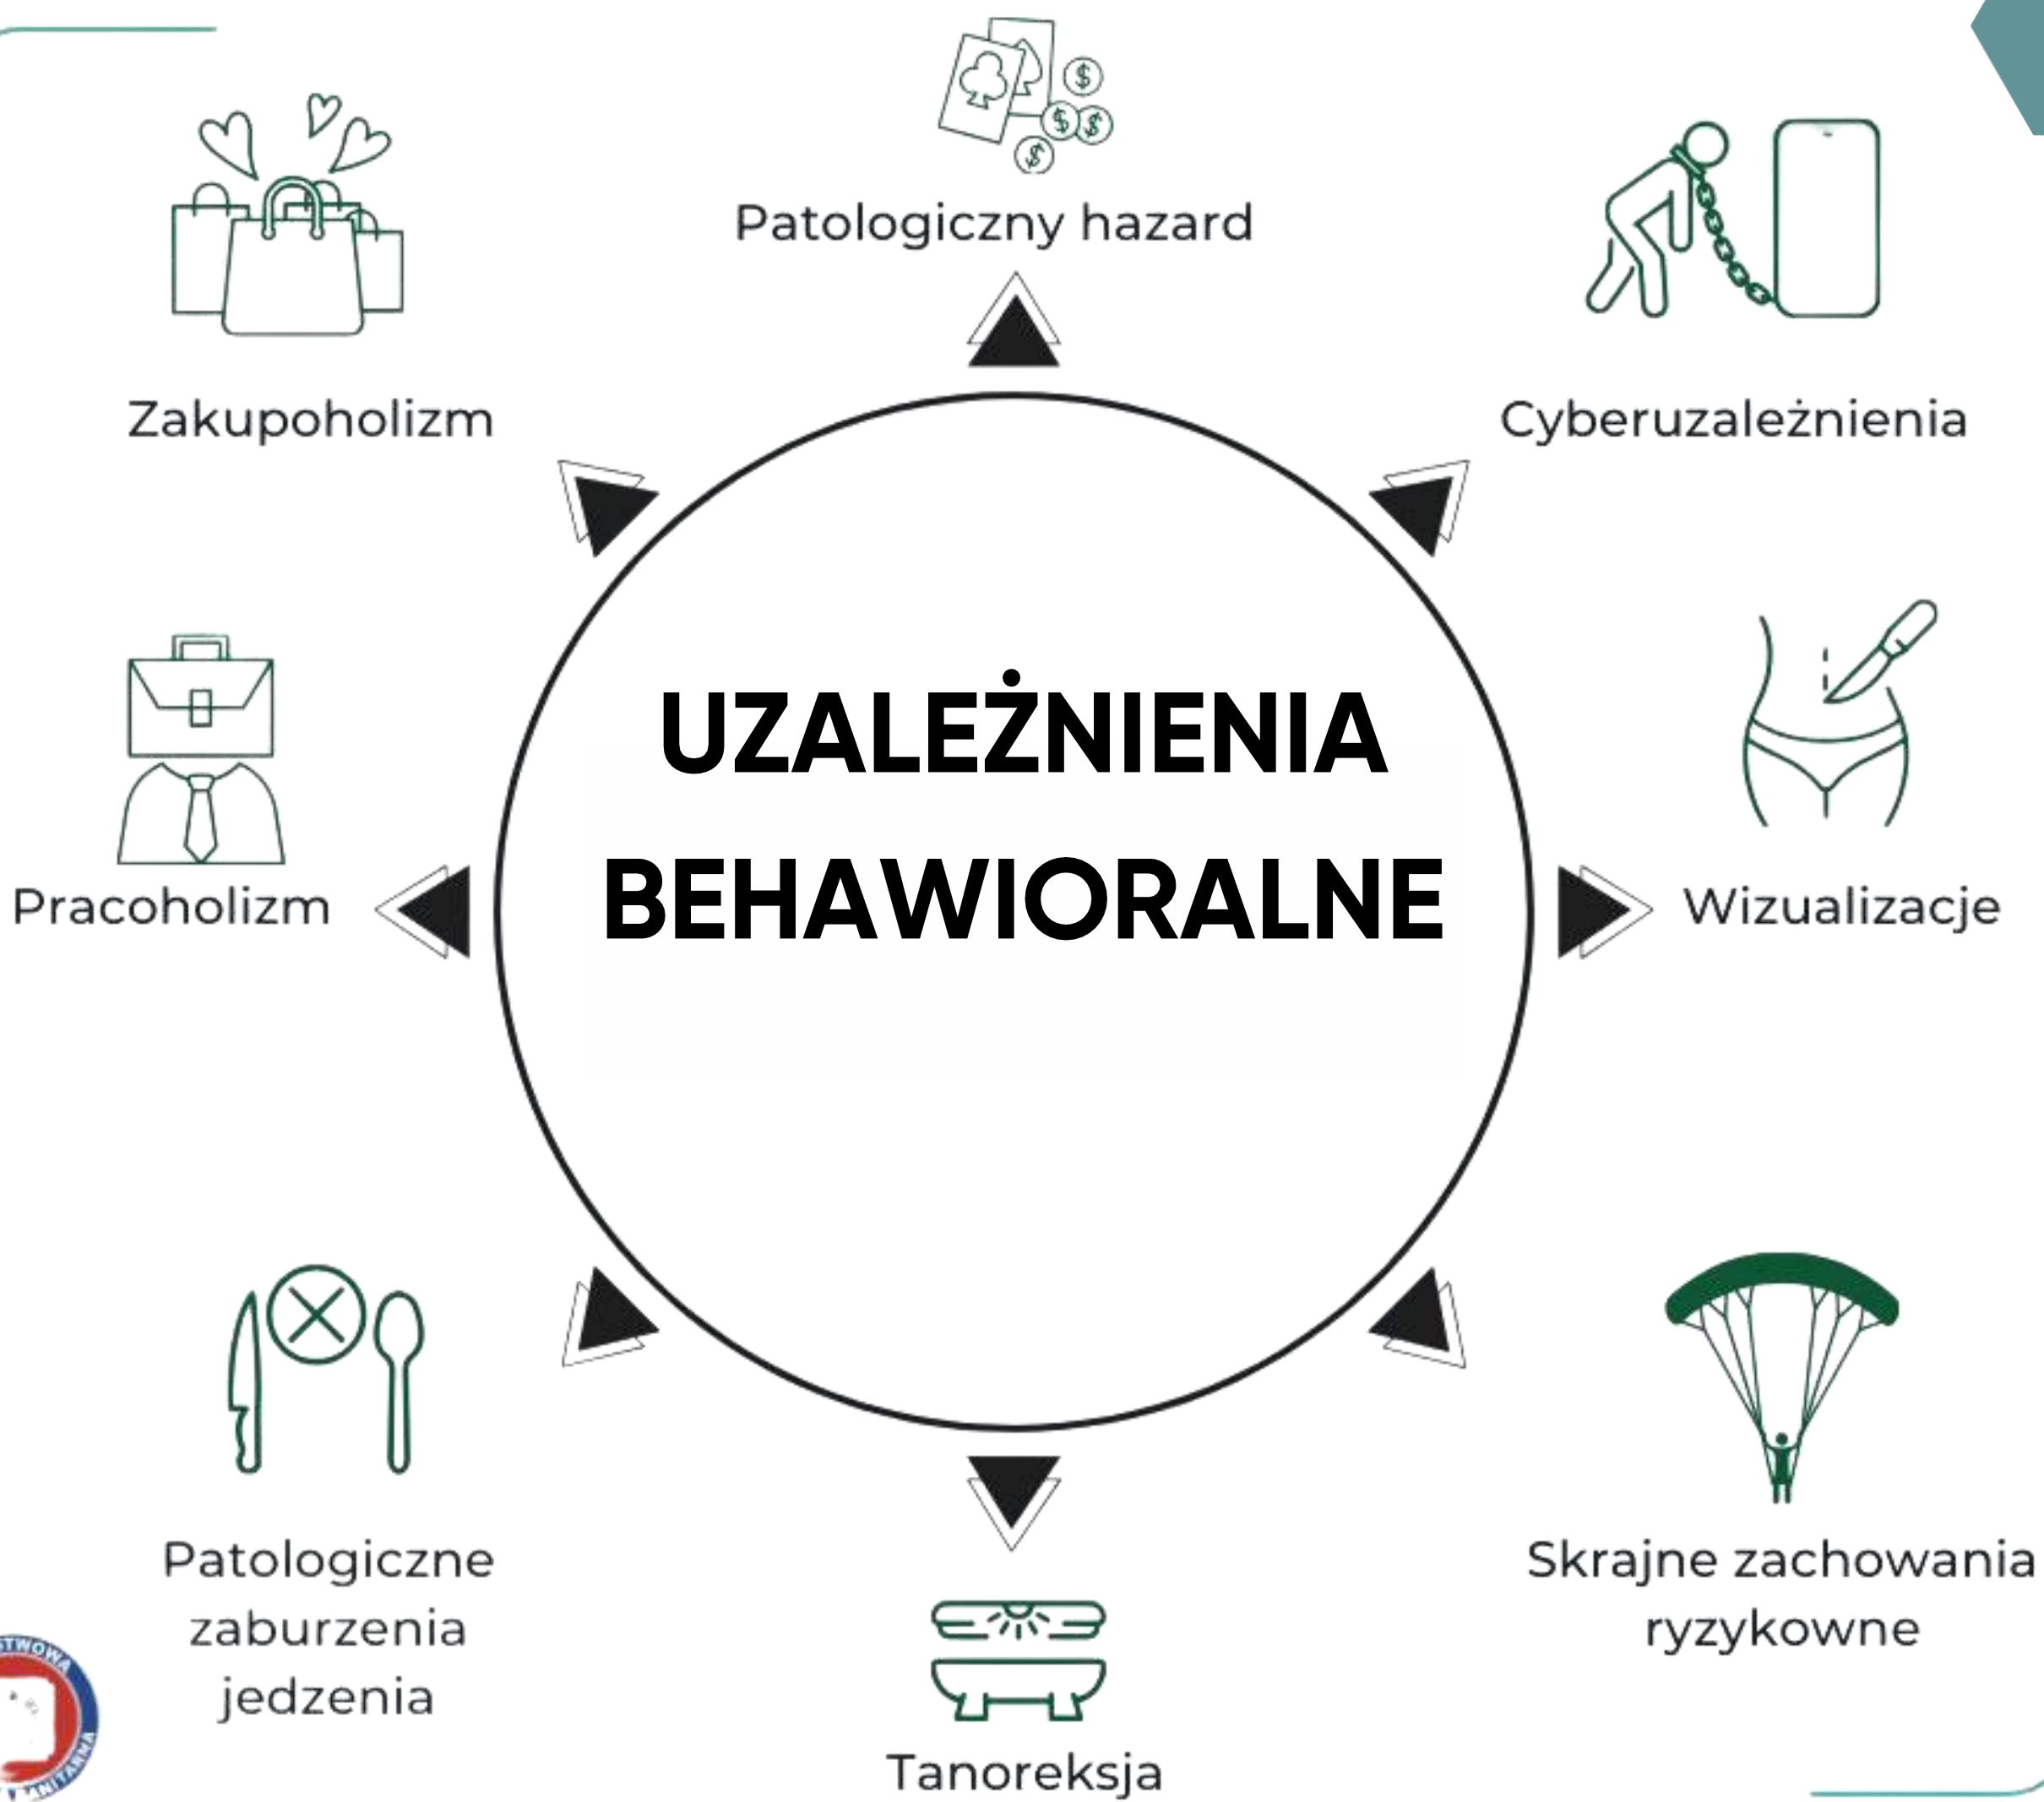 Patologiczny hazard
Zakupoholizm
Cyberuzależnienia
UZALEŻNIENIA
BEHAWIORALNE
Pracoholizm
Wizualizacje
Patologiczne
zaburzenia
jedzenia
Skrajne zachowania
ryzykowne
Tanoreksja